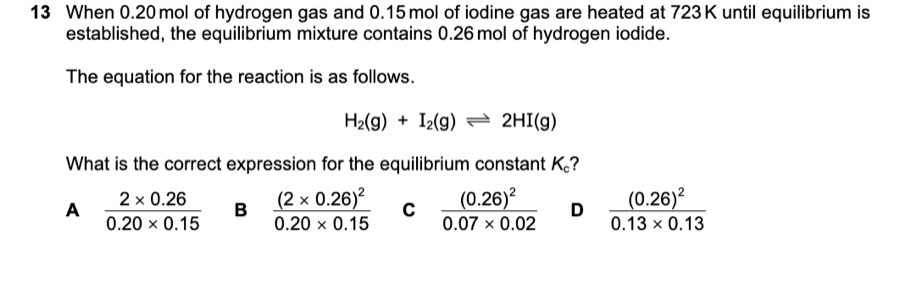 13 When 0.20 mol of hydrogen gas and 0.15 mol of iodine gas are heated at 723 K until equilibrium is
established, the equilibrium mixture contains 0.26 mol of hydrogen iodide.
The equation for the reaction is as follows.
H₂(g) + I₂(g) ⇌ 2HI(g)
What is the correct expression for the equilibrium constant Kc?
A (2 × 0.26)/(0.20 × 0.15) B (2 × 0.26)²/(0.20 × 0.15) C (0.26)²/(0.07 × 0.02) D (0.26)²/(0.13 × 0.13)